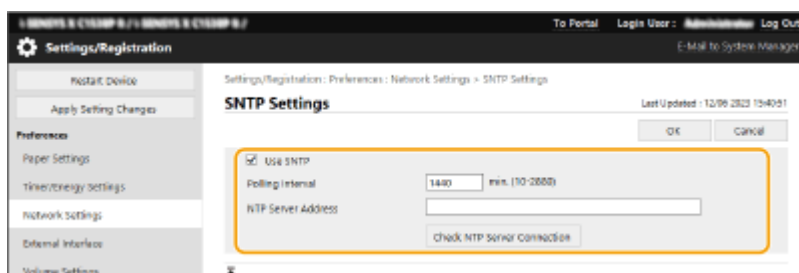 To Portal Login User : Administrator Log Out
Settings/Registration
E-Mail to System Manager
Restart Device
Settings/Registration : Preferences : Network Settings > SNTP Settings
Apply Setting Changes
SNTP Settings
Last Updated : 12/06 2023 15:40:51
OK
Cancel
Preferences
Paper Settings
Use SNTP
Timer/Energy Settings
Polling Interval
1440
min. (10-2880)
Network Settings
NTP Server Address
External Interface
Check NTP Server Connection
Volume Settings